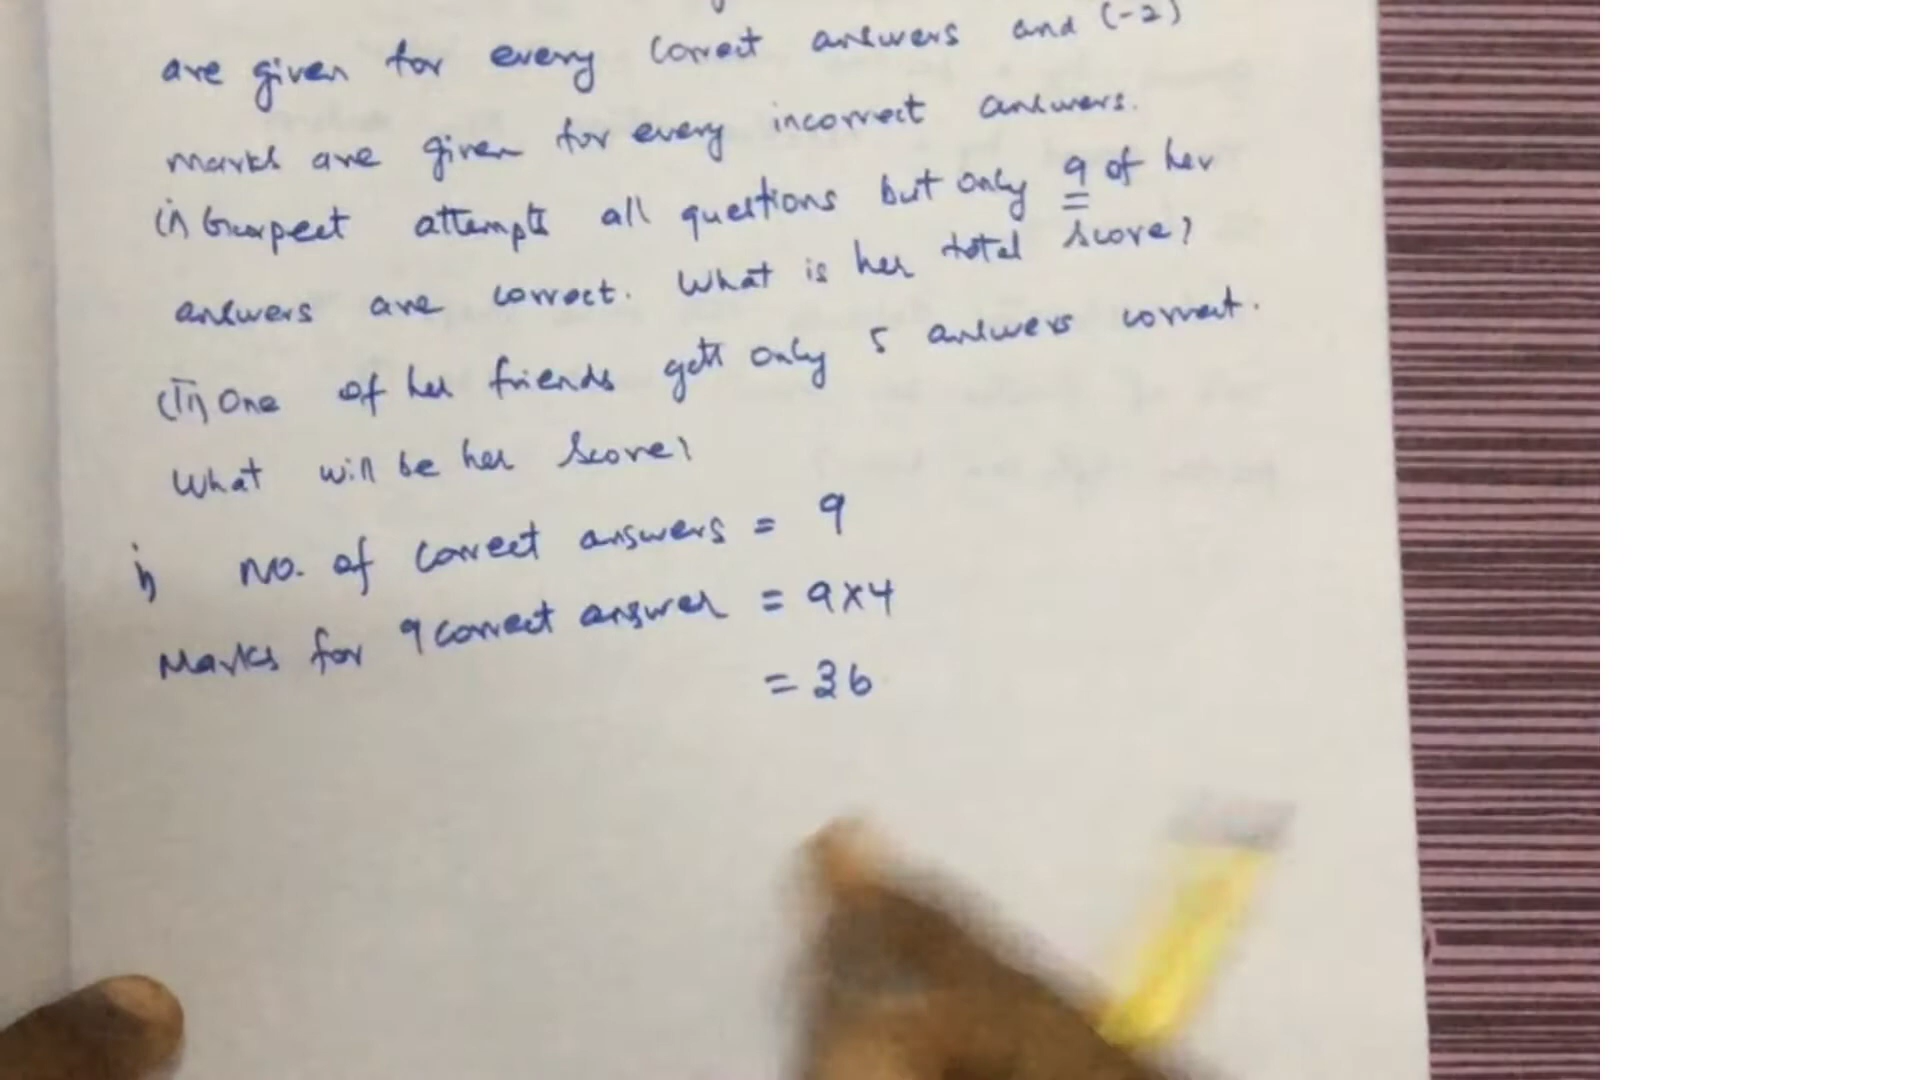 are given for every correct answers and (-2)
marks are given for every incorrect answers.
(i) Gurpeet attempts all questions but only 9 of her
answers are correct. What is her total score?
(ii) One of her friends gets only 5 answers correct.
What will be her score?
i) No. of correct answers = 9
Marks for 9 correct answer = 9x4
= 36